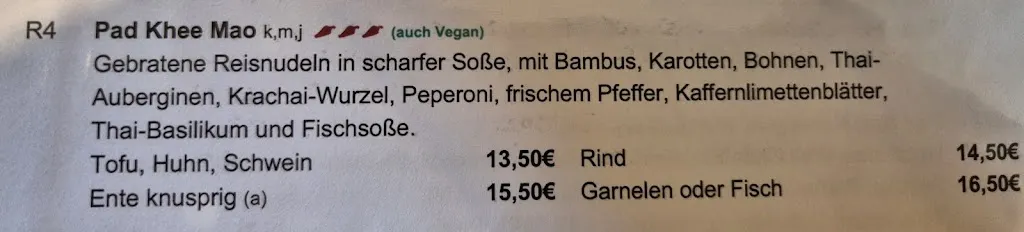 R4 Pad Khee Mao k,m,j (auch Vegan)
Gebratene Reisnudeln in scharfer Soße, mit Bambus, Karotten, Bohnen, Thai-
Auberginen, Krachai-Wurzel, Peperoni, frischem Pfeffer, Kaffernlimettenblätter,
Thai-Basilikum und Fischsoße.
Tofu, Huhn, Schwein 13,50€ Rind 14,50€
Ente knusprig (a) 15,50€ Garnelen oder Fisch 16,50€